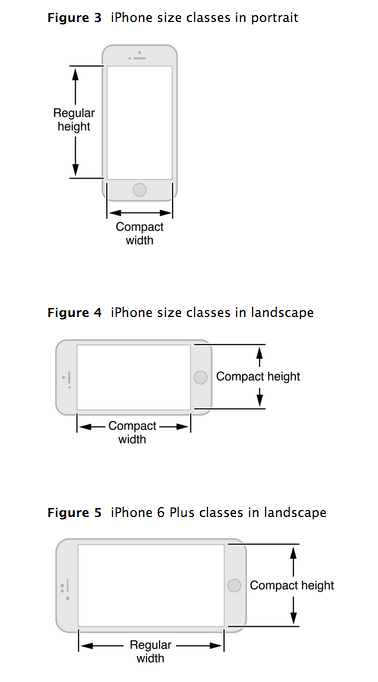 Figure 3 iPhone size classes in portrait
Regular
height
Compact
width
Figure 4 iPhone size classes in landscape
Compact height
Compact
width
Figure 5 iPhone 6 Plus classes in landscape
Compact height
Regular
width